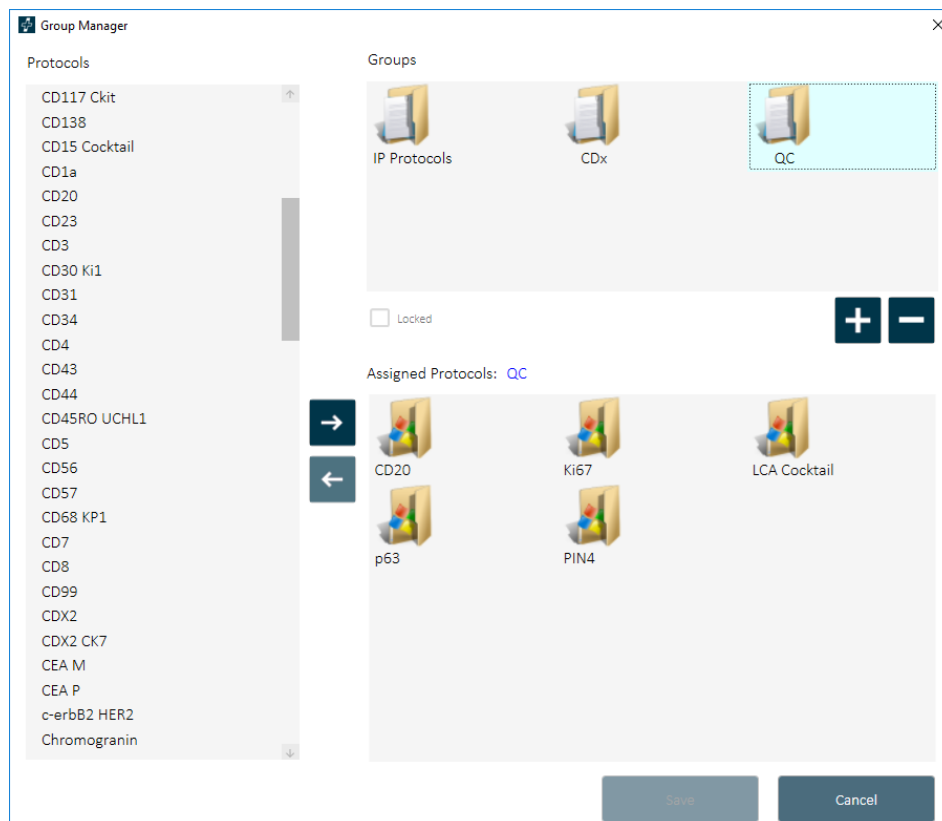 Group Manager
Protocols
CD117 Ckit
CD138
CD15 Cocktail
CD1a
CD20
CD23
CD3
CD30 Ki1
CD31
CD34
CD4
CD43
CD44
CD45RO UCHL1
CD5
CD56
CD57
CD68 KP1
CD7
CD8
CD99
CDX2
CDX2 CK7
CEA M
CEA P
c-erbB2 HER2
Chromogranin
Groups
IP Protocols CDx QC
Locked
Assigned Protocols: QC
CD20 Ki67 LCA Cocktail
p63 PIN4
Save Cancel